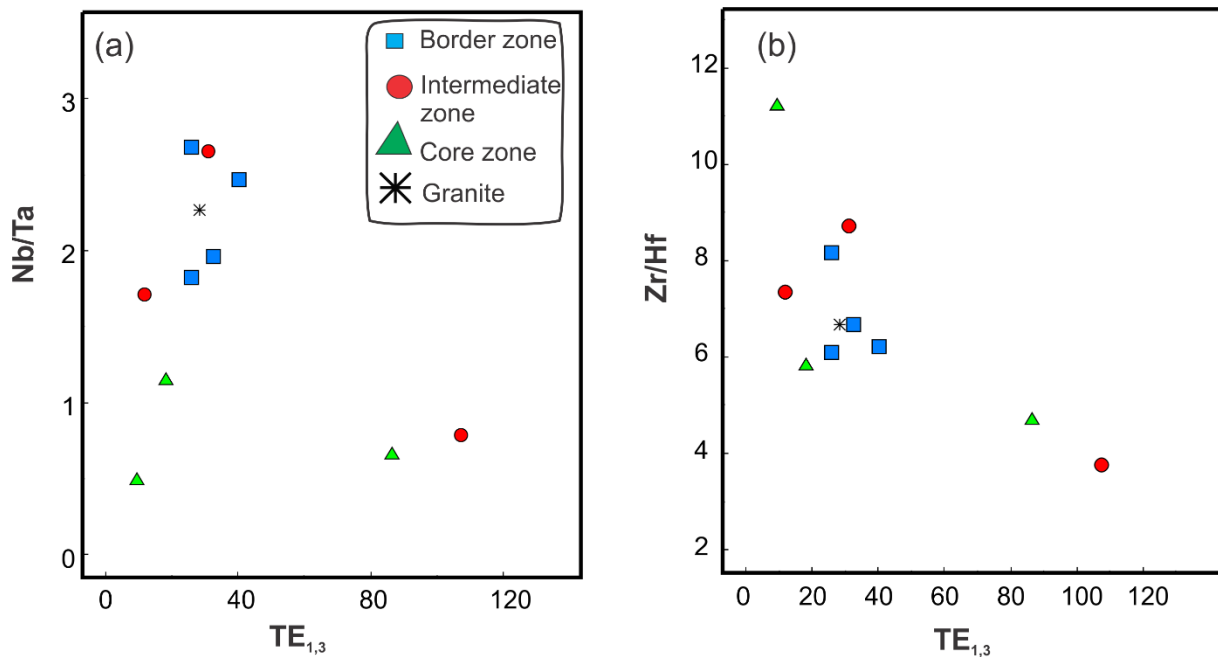 (a)
Border zone
Intermediate
zone
Core zone
Granite
Nb/Ta
3
2
1
0
0 40 80 120
TE1,3
(b)
Zr/Hf
12
10
8
6
4
2
0 20 40 60 80 100 120
TE1,3